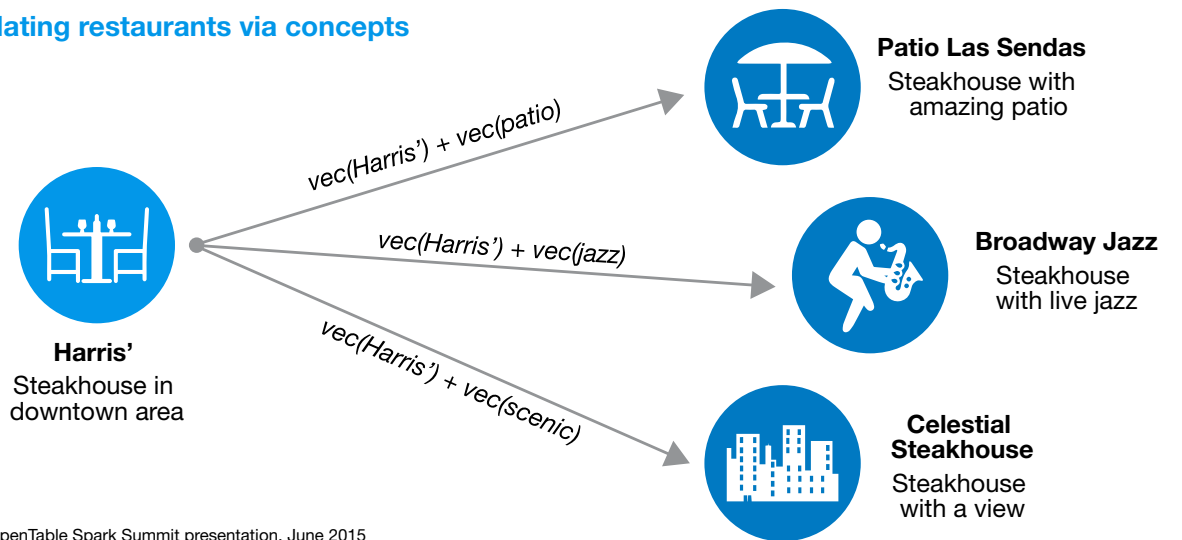 lating restaurants via concepts
Patio Las Sendas
Steakhouse with
amazing patio
vec(Harris’) + vec(patio)
vec(Harris’) + vec(jazz)
Broadway Jazz
Steakhouse
with live jazz
vec(Harris’) + vec(scenic)
Harris’
Steakhouse in
downtown area
Celestial
Steakhouse
Steakhouse
with a view
penTable Spark Summit presentation, June 2015